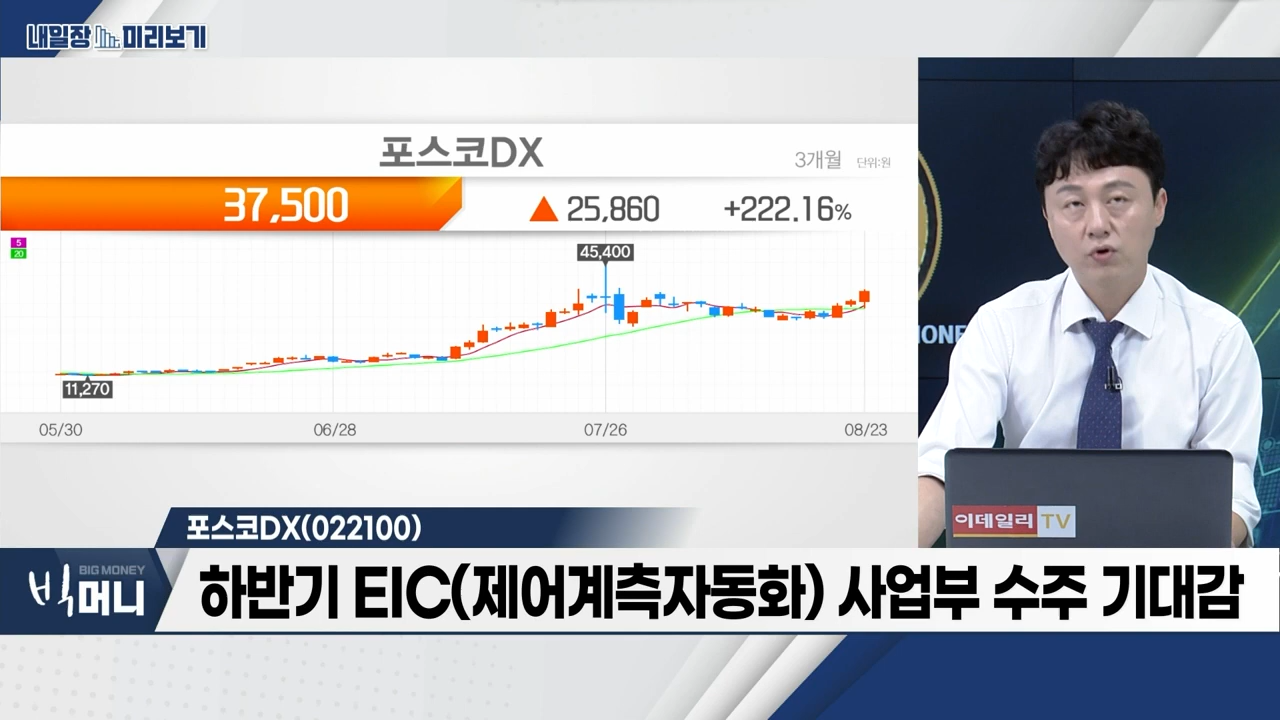 내일장 미리보기
포스코DX
3개월 단위:원
37,500 ▲ 25,860 +222.16%
5
20
45,400
11,270
05/30 06/28 07/26 08/23
이데일리 TV
포스코DX(022100)
BIG MONEY
빅머니
하반기 EIC(제어계측자동화) 사업부 수주 기대감